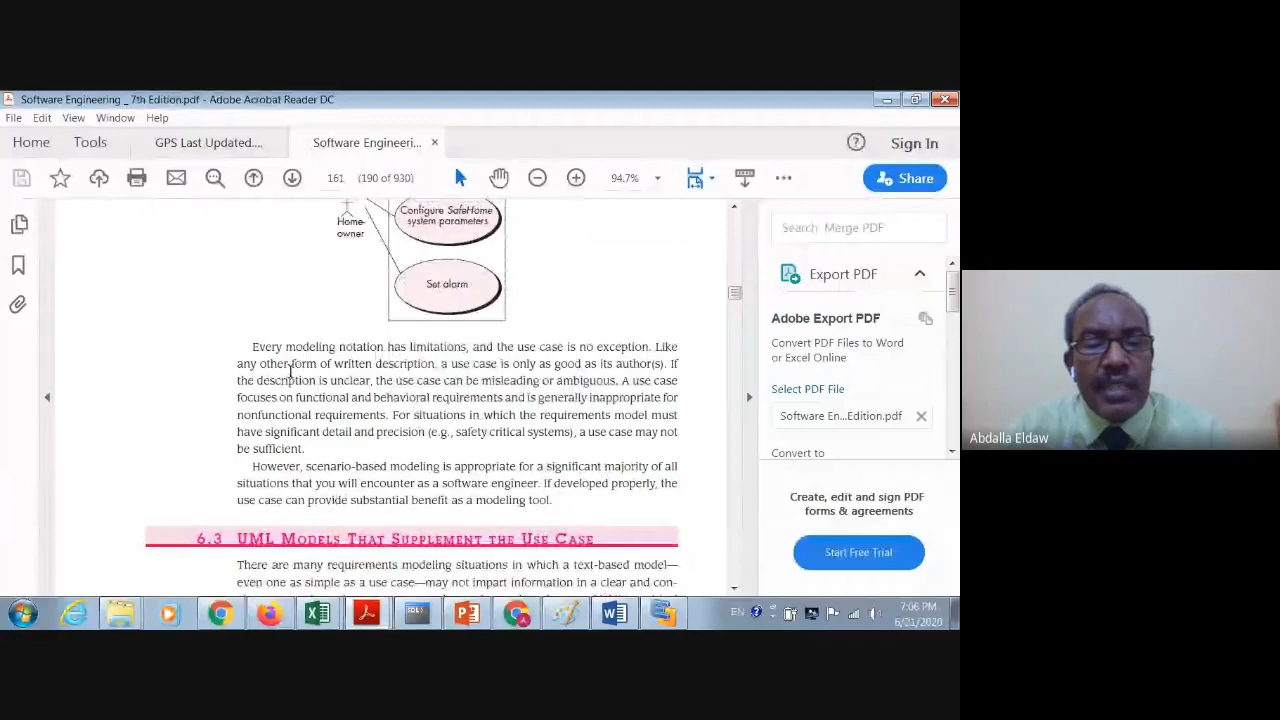 Software Engineering _ 7th Edition.pdf - Adobe Acrobat Reader DC
File Edit View Window Help
Home Tools GPS Last Updated.... Software Engineeri... ×
Sign In
161 (190 of 930) 94.7% Share
Configure SafeHome
system parameters
Home-
owner
Set alarm
Every modeling notation has limitations, and the use case is no exception. Like
any other form of written description, a use case is only as good as its author(s). If
the description is unclear, the use case can be misleading or ambiguous. A use case
focuses on functional and behavioral requirements and is generally inappropriate for
nonfunctional requirements. For situations in which the requirements model must
have significant detail and precision (e.g., safety critical systems), a use case may not
be sufficient.
However, scenario-based modeling is appropriate for a significant majority of all
situations that you will encounter as a software engineer. If developed properly, the
use case can provide substantial benefit as a modeling tool.
6.3 UML Models That Supplement the Use Case
There are many requirements modeling situations in which a text-based model—
even one as simple as a use case—may not impart information in a clear and con-
Search Merge PDF
Export PDF
Adobe Export PDF
Convert PDF Files to Word
or Excel Online
Select PDF File
Software En...Edition.pdf
Convert to
Create, edit and sign PDF
forms & agreements
Start Free Trial
EN
7:06 PM
6/21/2020
Abdalla Eldaw